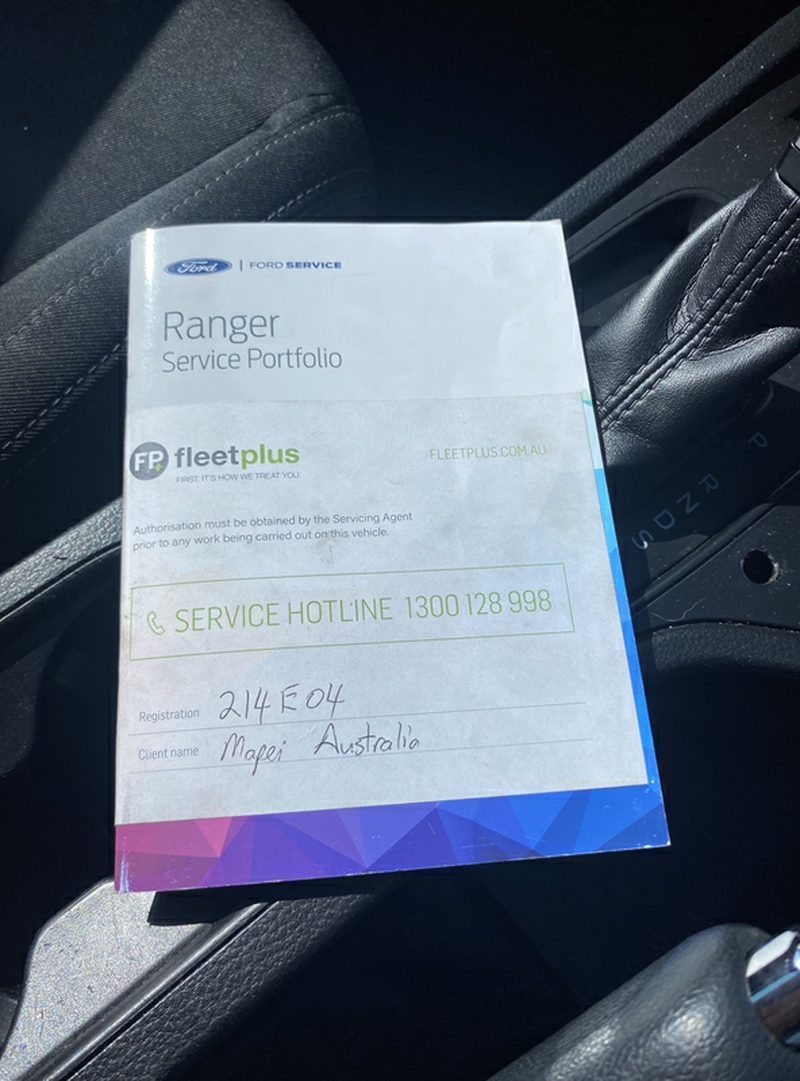 Ford | FORD SERVICE
Ranger
Service Portfolio
FP+ fleetplus
FIRST. IT'S HOW WE TREAT YOU.
FLEETPLUS.COM.AU
Authorisation must be obtained by the Servicing Agent
prior to any work being carried out on this vehicle.
SERVICE HOTLINE 1300 128 998
Registration 214E04
Client name Mapei Australia
P
R
N
D
S